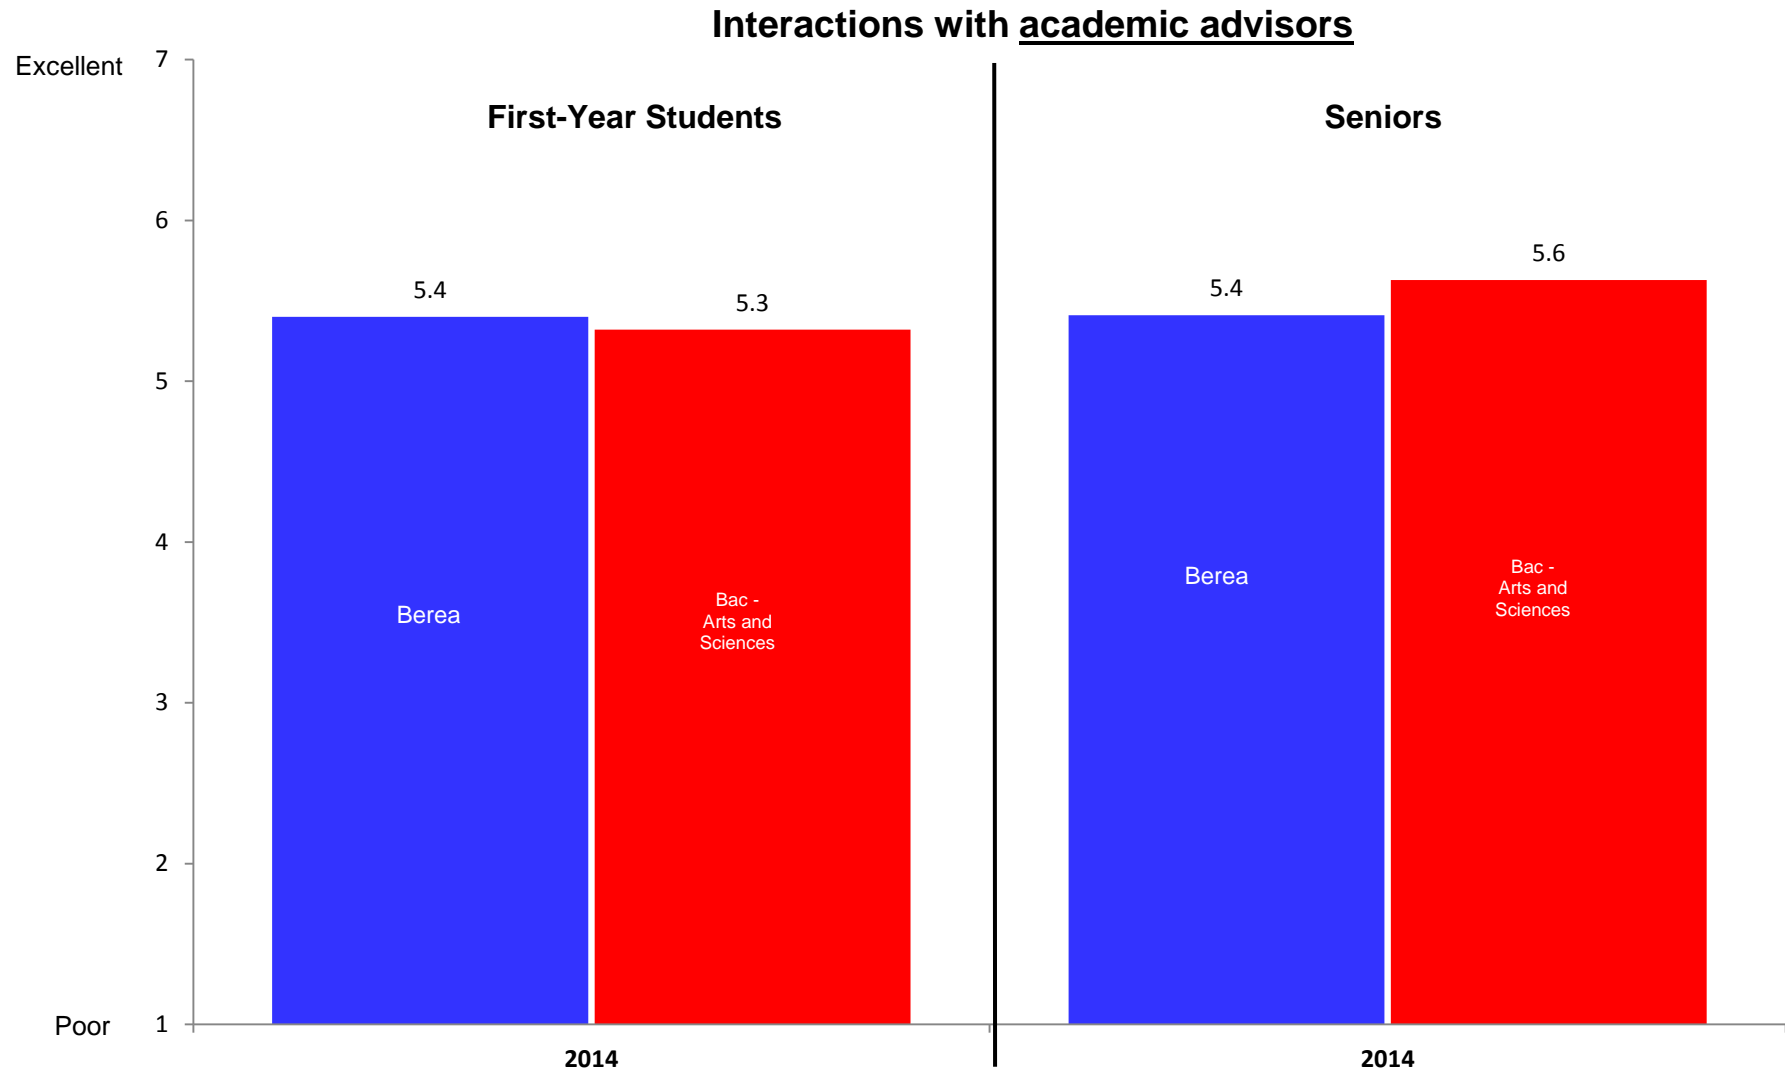 Interactions with academic advisors
Excellent
7
First-Year Students
Seniors
6
5.4
5.3
5.4
5.6
5
4
Berea
Bac -
Arts and
Sciences
Berea
Bac -
Arts and
Sciences
3
2
Poor
1
2014
2014